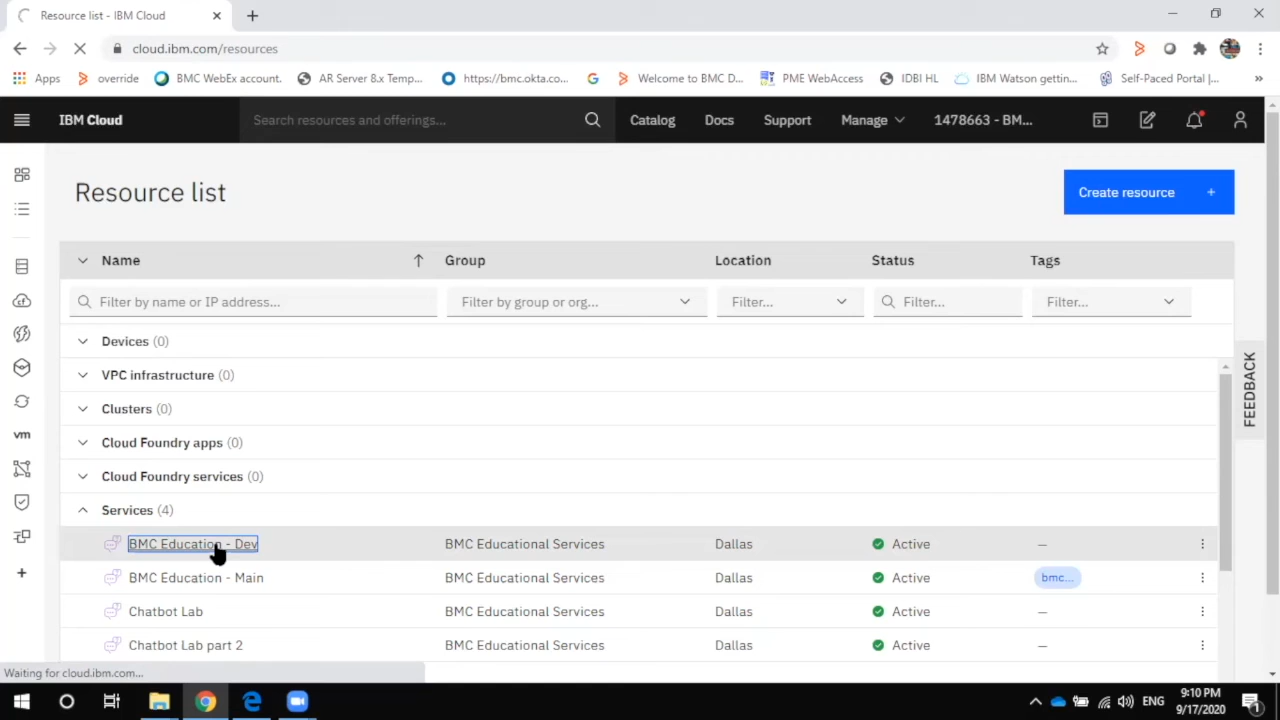 Resource list - IBM Cloud
cloud.ibm.com/resources
Apps override BMC WebEx account. AR Server 8.x Temp... https://bmc.okta.co... Welcome to BMC D... PME WebAccess IDBI HL IBM Watson gettin... Self-Paced Portal |... »
IBM Cloud Search resources and offerings... Catalog Docs Support Manage 1478663 - BM...
Resource list
Create resource +
Name Group Location Status Tags
Filter by name or IP address... Filter by group or org... Filter... Filter... Filter...
Devices (0)
VPC infrastructure (0)
Clusters (0)
Cloud Foundry apps (0)
Cloud Foundry services (0)
Services (4)
BMC Education - Dev BMC Educational Services Dallas Active –
BMC Education - Main BMC Educational Services Dallas Active bmc...
Chatbot Lab BMC Educational Services Dallas Active –
Chatbot Lab part 2 BMC Educational Services Dallas Active –
vm
FEEDBACK
Waiting for cloud.ibm.com...
ENG
9:10 PM
9/17/2020
1